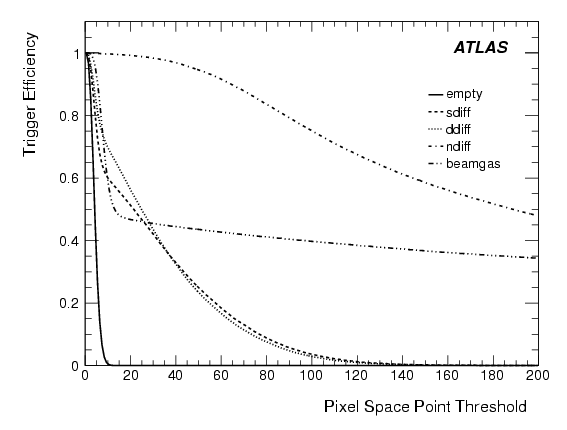 Trigger Efficiency
ATLAS
empty
sdiff
ddiff
ndiff
beamgas
1
0.8
0.6
0.4
0.2
0
0 20 40 60 80 100 120 140 160 180 200
Pixel Space Point Threshold